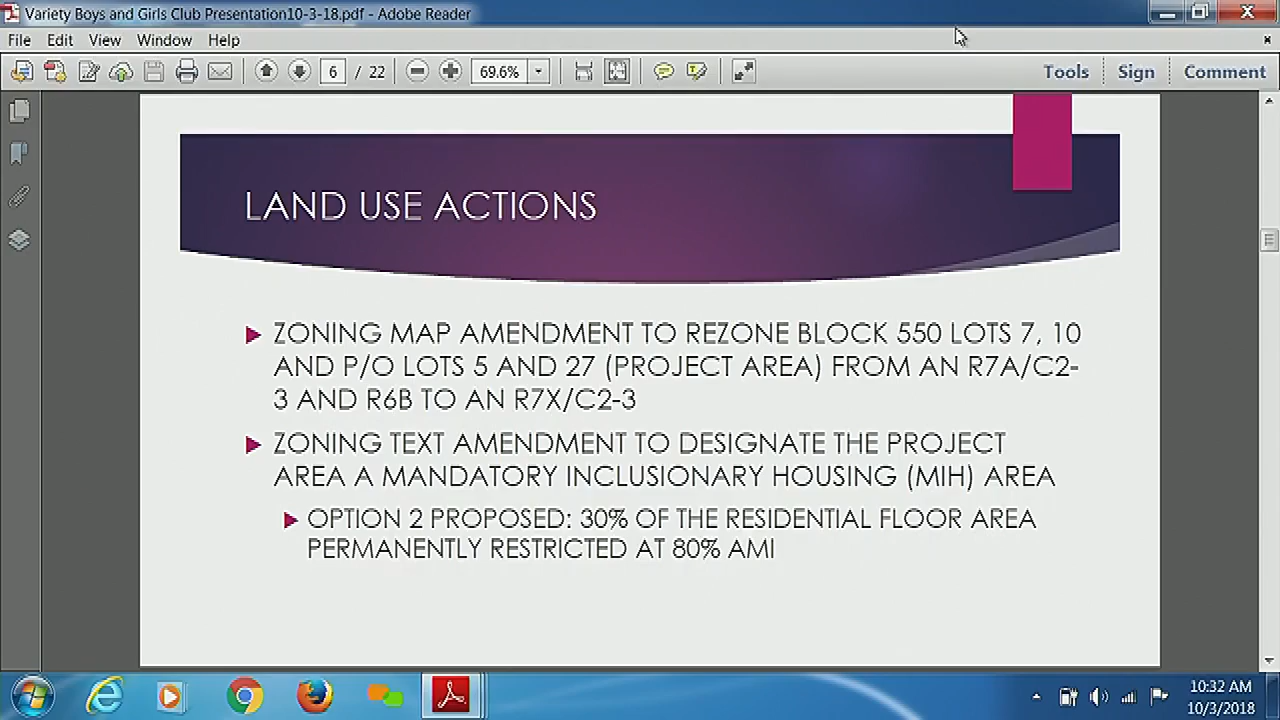 Variety Boys and Girls Club Presentation10-3-18.pdf - Adobe Reader
File Edit View Window Help
6 / 22 69.6% Tools Sign Comment
LAND USE ACTIONS
ZONING MAP AMENDMENT TO REZONE BLOCK 550 LOTS 7, 10
AND P/O LOTS 5 AND 27 (PROJECT AREA) FROM AN R7A/C2-
3 AND R6B TO AN R7X/C2-3
ZONING TEXT AMENDMENT TO DESIGNATE THE PROJECT
AREA A MANDATORY INCLUSIONARY HOUSING (MIH) AREA
OPTION 2 PROPOSED: 30% OF THE RESIDENTIAL FLOOR AREA
PERMANENTLY RESTRICTED AT 80% AMI
10:32 AM
10/3/2018